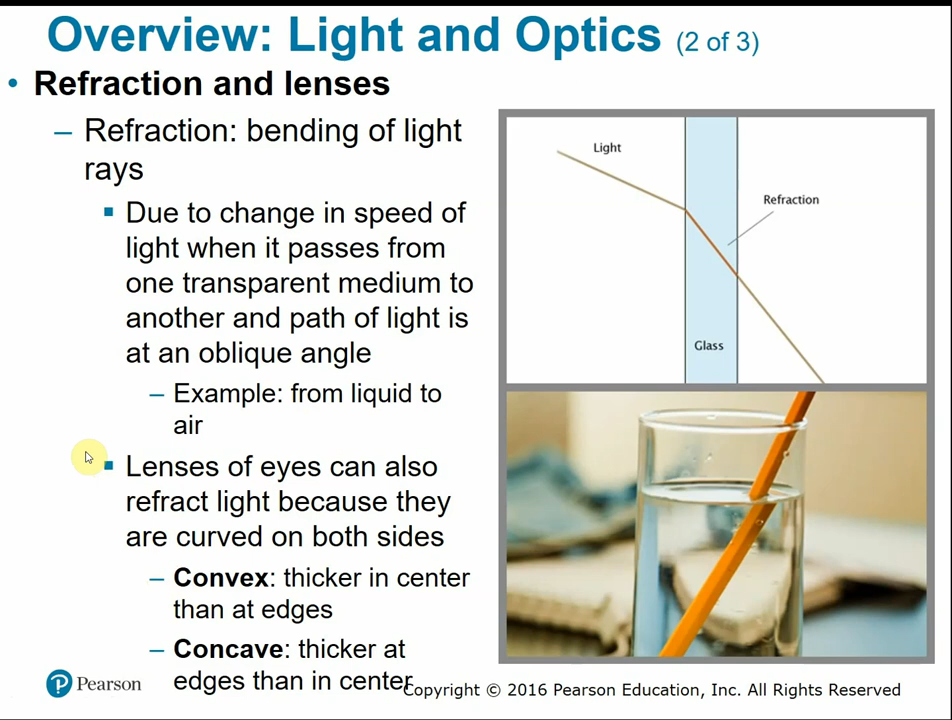 Overview: Light and Optics (2 of 3)
• Refraction and lenses
– Refraction: bending of light
rays
▪ Due to change in speed of
light when it passes from
one transparent medium to
another and path of light is
at an oblique angle
– Example: from liquid to
air
▪ Lenses of eyes can also
refract light because they
are curved on both sides
– Convex: thicker in center
than at edges
– Concave: thicker at
edges than in center
Light
Refraction
Glass
P Pearson
Copyright © 2016 Pearson Education, Inc. All Rights Reserved